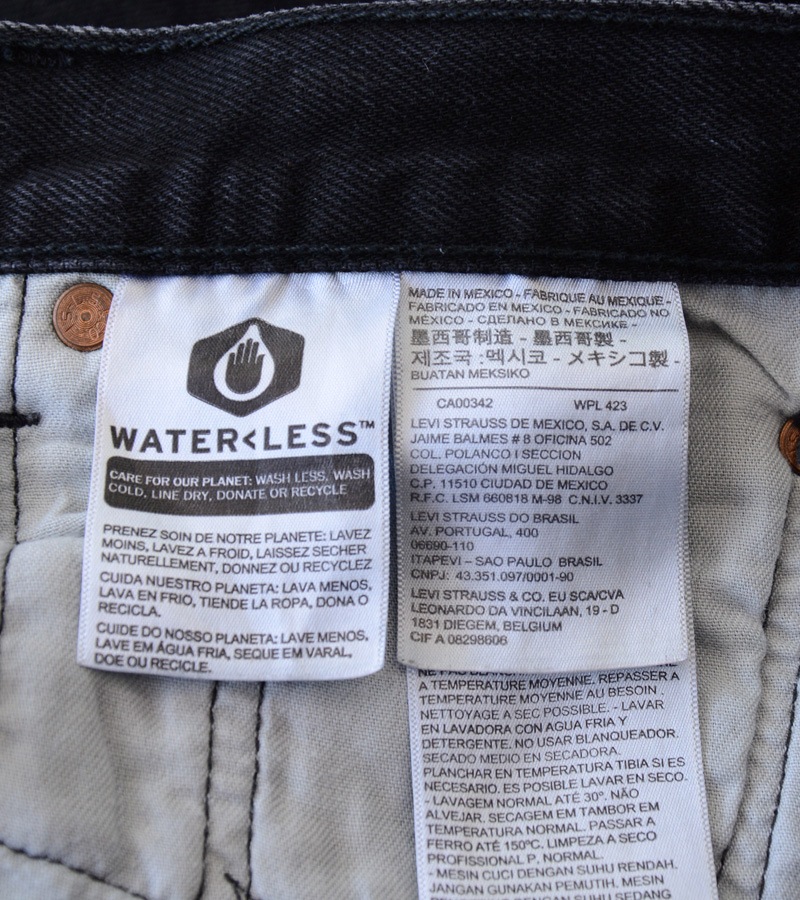 WATER<LESS™
CARE FOR OUR PLANET: WASH LESS, WASH
COLD, LINE DRY, DONATE OR RECYCLE
PRENEZ SOIN DE NOTRE PLANETE: LAVEZ
MOINS, LAVEZ A FROID, LAISSEZ SECHER
NATURELLEMENT, DONNEZ OU RECYCLEZ
CUIDA NUESTRO PLANETA: LAVA MENOS,
LAVA EN FRIO, TIENDE LA ROPA, DONA O
RECICLA.
CUIDE DO NOSSO PLANETA: LAVE MENOS,
LAVE EM ÁGUA FRIA, SEQUE EM VARAL,
DOE OU RECICLE.
MADE IN MEXICO - FABRIQUE AU MEXIQUE -
FABRICADO EN MEXICO - FABRICADO NO
MÉXICO - СДЕЛАНО В МЕКСИКЕ -
墨西哥制造 - 墨西哥製 -
제조국 :멕시코 - メキシコ製 -
BUATAN MEKSIKO
CA00342 WPL 423
LEVI STRAUSS DE MEXICO, S.A. DE C.V.
JAIME BALMES # 8 OFICINA 502
COL. POLANCO I SECCION
DELEGACIÓN MIGUEL HIDALGO
C.P. 11510 CIUDAD DE MEXICO
R.F.C. LSM 660818 M-98 C.N.I.V. 3337
LEVI STRAUSS DO BRASIL
AV. PORTUGAL, 400
06690-110
ITAPEVI – SAO PAULO BRASIL
CNPJ: 43.351.097/0001-90
LEVI STRAUSS & CO. EU SCA/CVA
LEONARDO DA VINCILAAN, 19 - D
1831 DIEGEM, BELGIUM
CIF A 08298606
A TEMPERATURE MOYENNE. REPASSER A
TEMPERATURE MOYENNE AU BESOIN .
NETTOYAGE A SEC POSSIBLE. - LAVAR
EN LAVADORA CON AGUA FRIA Y
DETERGENTE. NO USAR BLANQUEADOR.
SECADO MEDIO EN SECADORA.
PLANCHAR EN TEMPERATURA TIBIA SI ES
NECESARIO. ES POSIBLE LAVAR EN SECO.
- LAVAGEM NORMAL ATÉ 30º. NÃO
ALVEJAR. SECAGEM EM TAMBOR EM
TEMPERATURA NORMAL. PASSAR A
FERRO ATÉ 150ºC. LIMPEZA A SECO
PROFISSIONAL P. NORMAL.
- MESIN CUCI DENGAN SUHU RENDAH.
JANGAN GUNAKAN PEMUTIH. MESIN